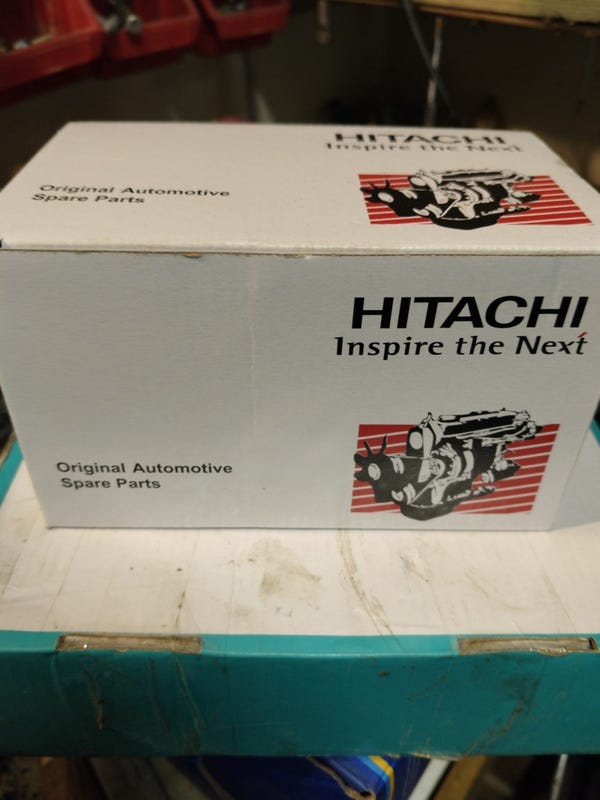 HITACHI
Inspire the Next
Original Automotive
Spare Parts
HITACHI
Inspire the Next
Original Automotive
Spare Parts